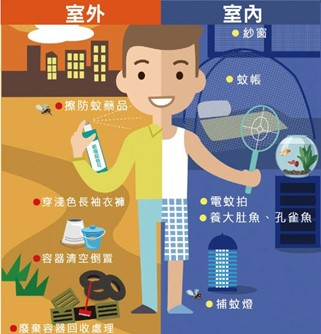 室外
擦防蚊藥品
穿淺色長袖衣褲
容器清空倒置
廢棄容器回收處理
室內
紗窗
蚊帳
電蚊拍
養大肚魚、孔雀魚
捕蚊燈